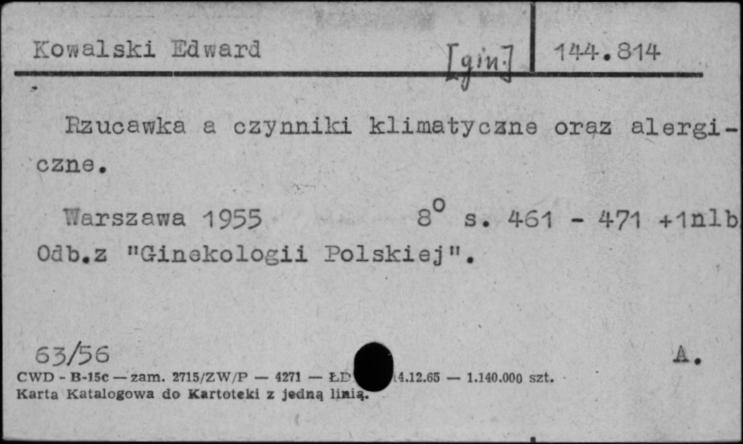 Kowalski Edward [gin.] 144.814
Rzucawka a czynniki klimatyczne oraz alergi-
czne.
Warszawa 1955 8° s. 461 - 471 +1nlb
Odb.z "Ginekologii Polskiej".
63/56 A.
CWD - B-15c — zam. 2715/ZW/P — 4271 — ŁD 4.12.65 — 1.140.000 szt.
Karta Katalogowa do Kartoteki z jedną linią.